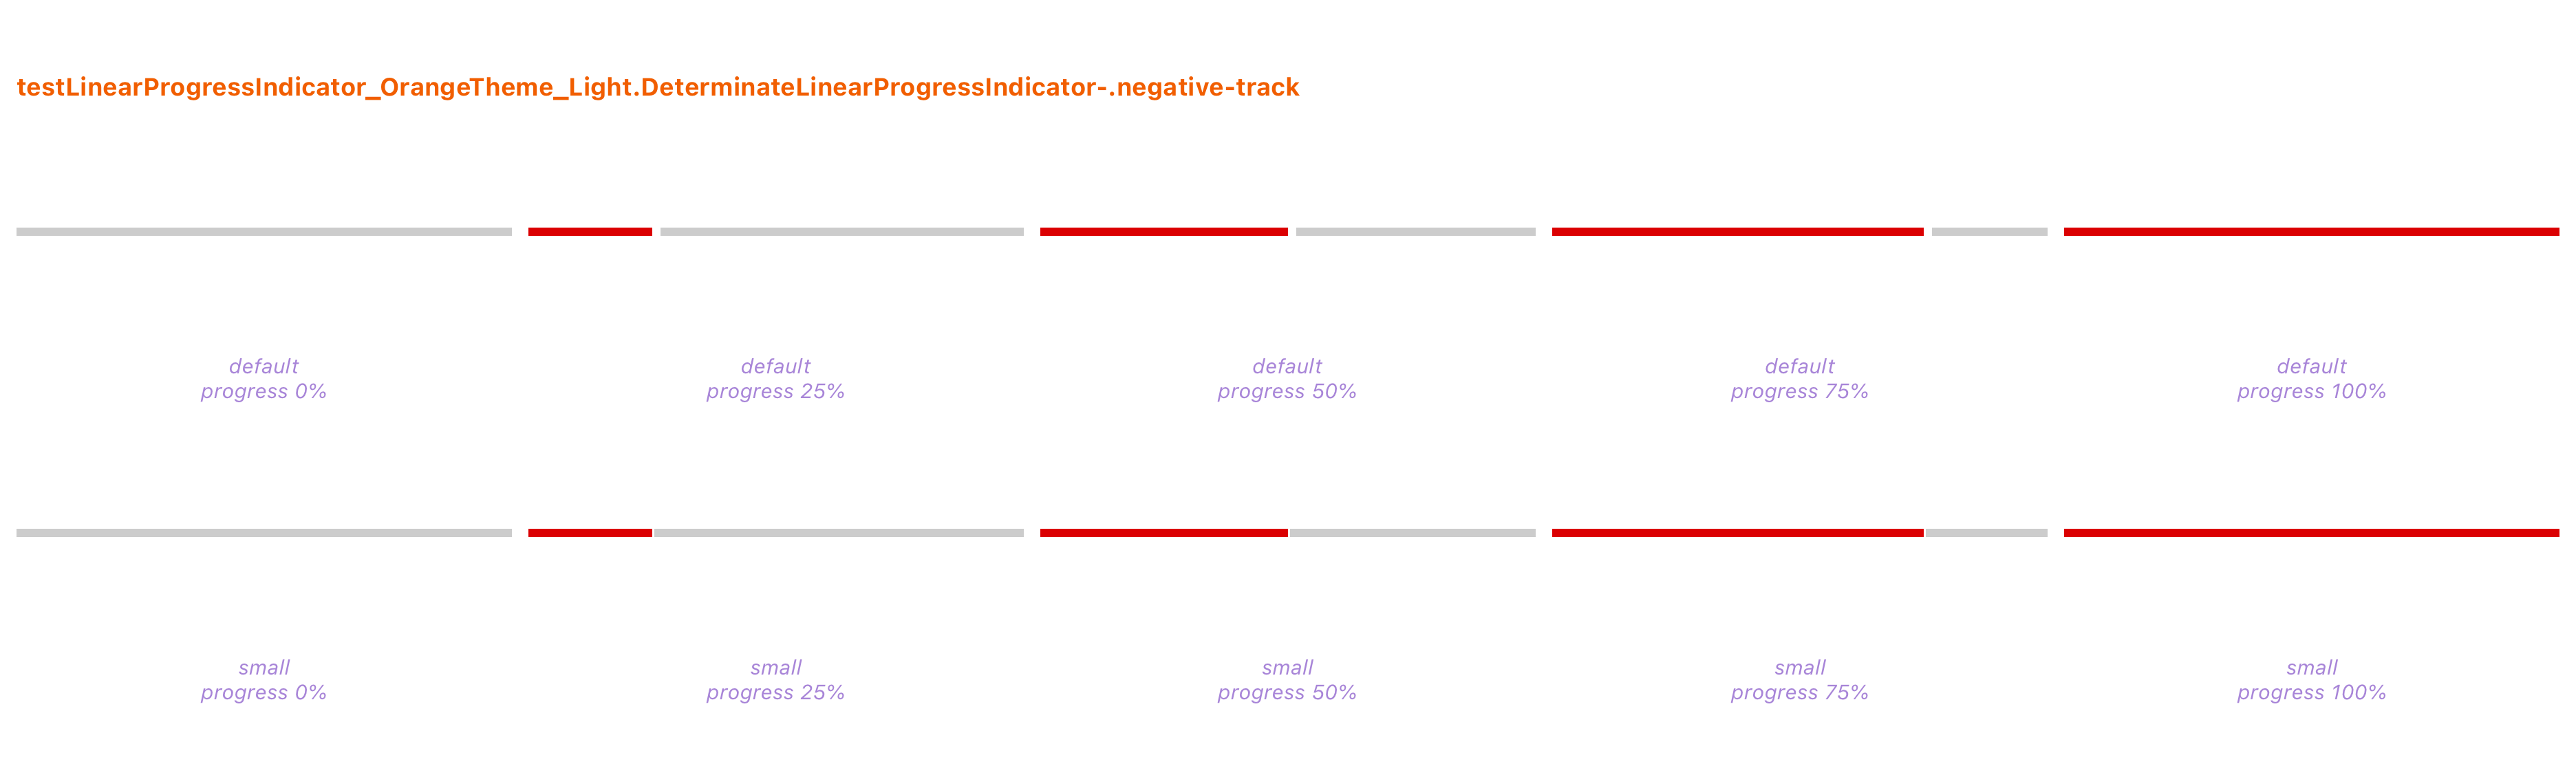 testLinearProgressIndicator_OrangeTheme_Light.DeterminateLinearProgressIndicator-.negative-track
default
progress 0%
default
progress 25%
default
progress 50%
default
progress 75%
default
progress 100%
small
progress 0%
small
progress 25%
small
progress 50%
small
progress 75%
small
progress 100%